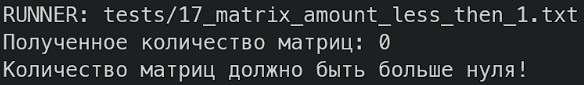 RUNNER: tests/17_matrix_amount_less_then_1.txt
Полученное количество матриц: 0
Количество матриц должно быть больше нуля!